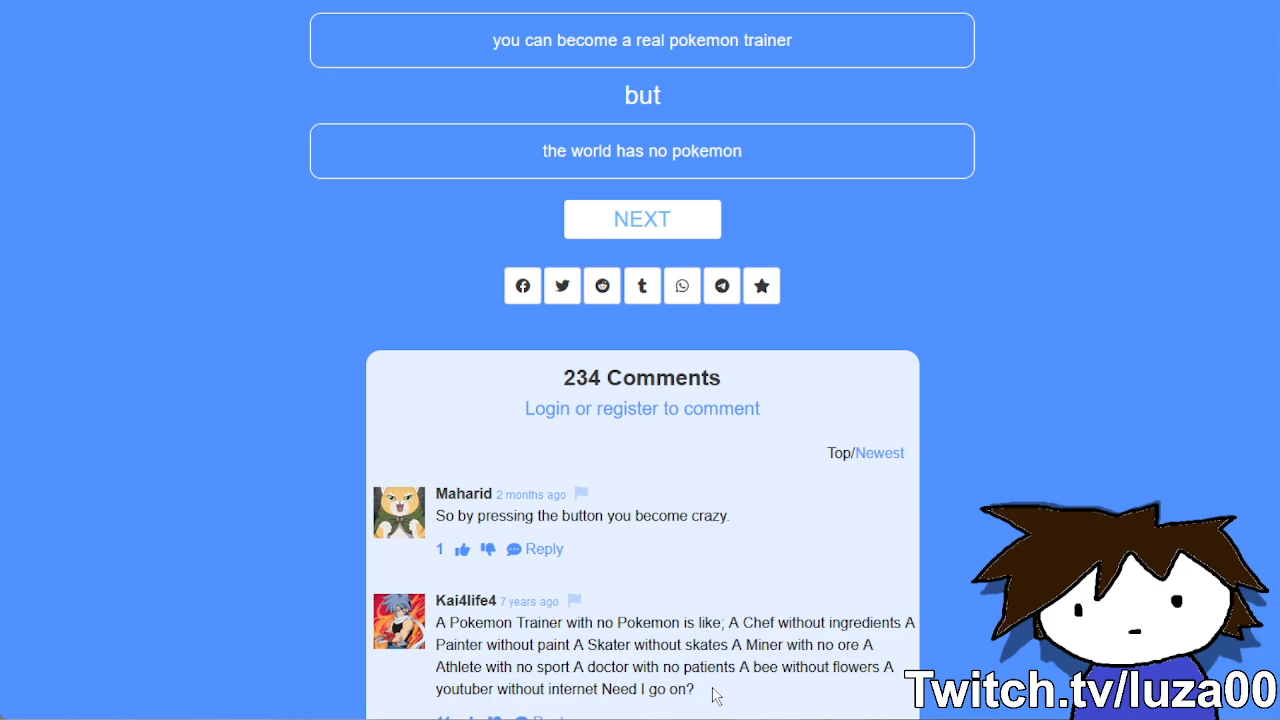 you can become a real pokemon trainer
but
the world has no pokemon
NEXT
234 Comments
Login or register to comment
Top/Newest
Maharid 2 months ago
So by pressing the button you become crazy.
1 Reply
Kai4life4 7 years ago
A Pokemon Trainer with no Pokemon is like; A Chef without ingredients A
Painter without paint A Skater without skates A Miner with no ore A
Athlete with no sport A doctor with no patients A bee without flowers A
youtuber without internet Need I go on?
Twitch.tv/luza00